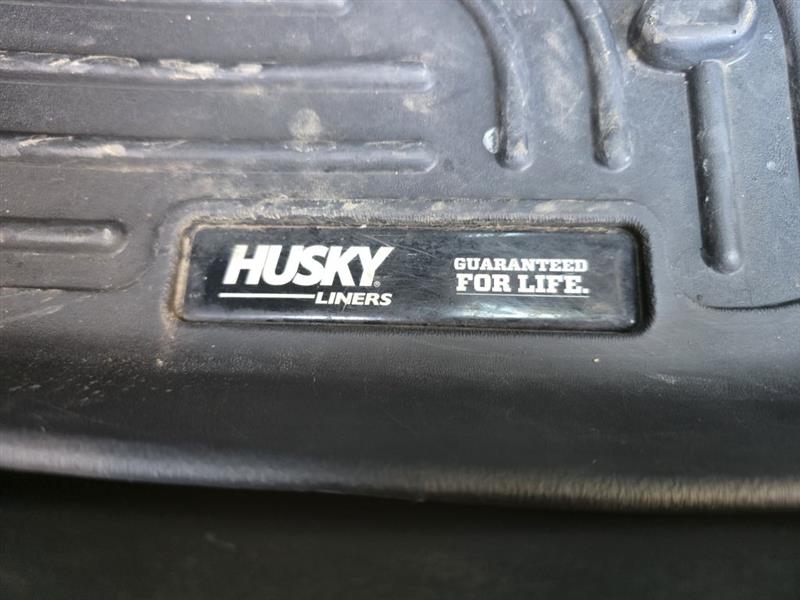 HUSKY®
LINERS
GUARANTEED
FOR LIFE.